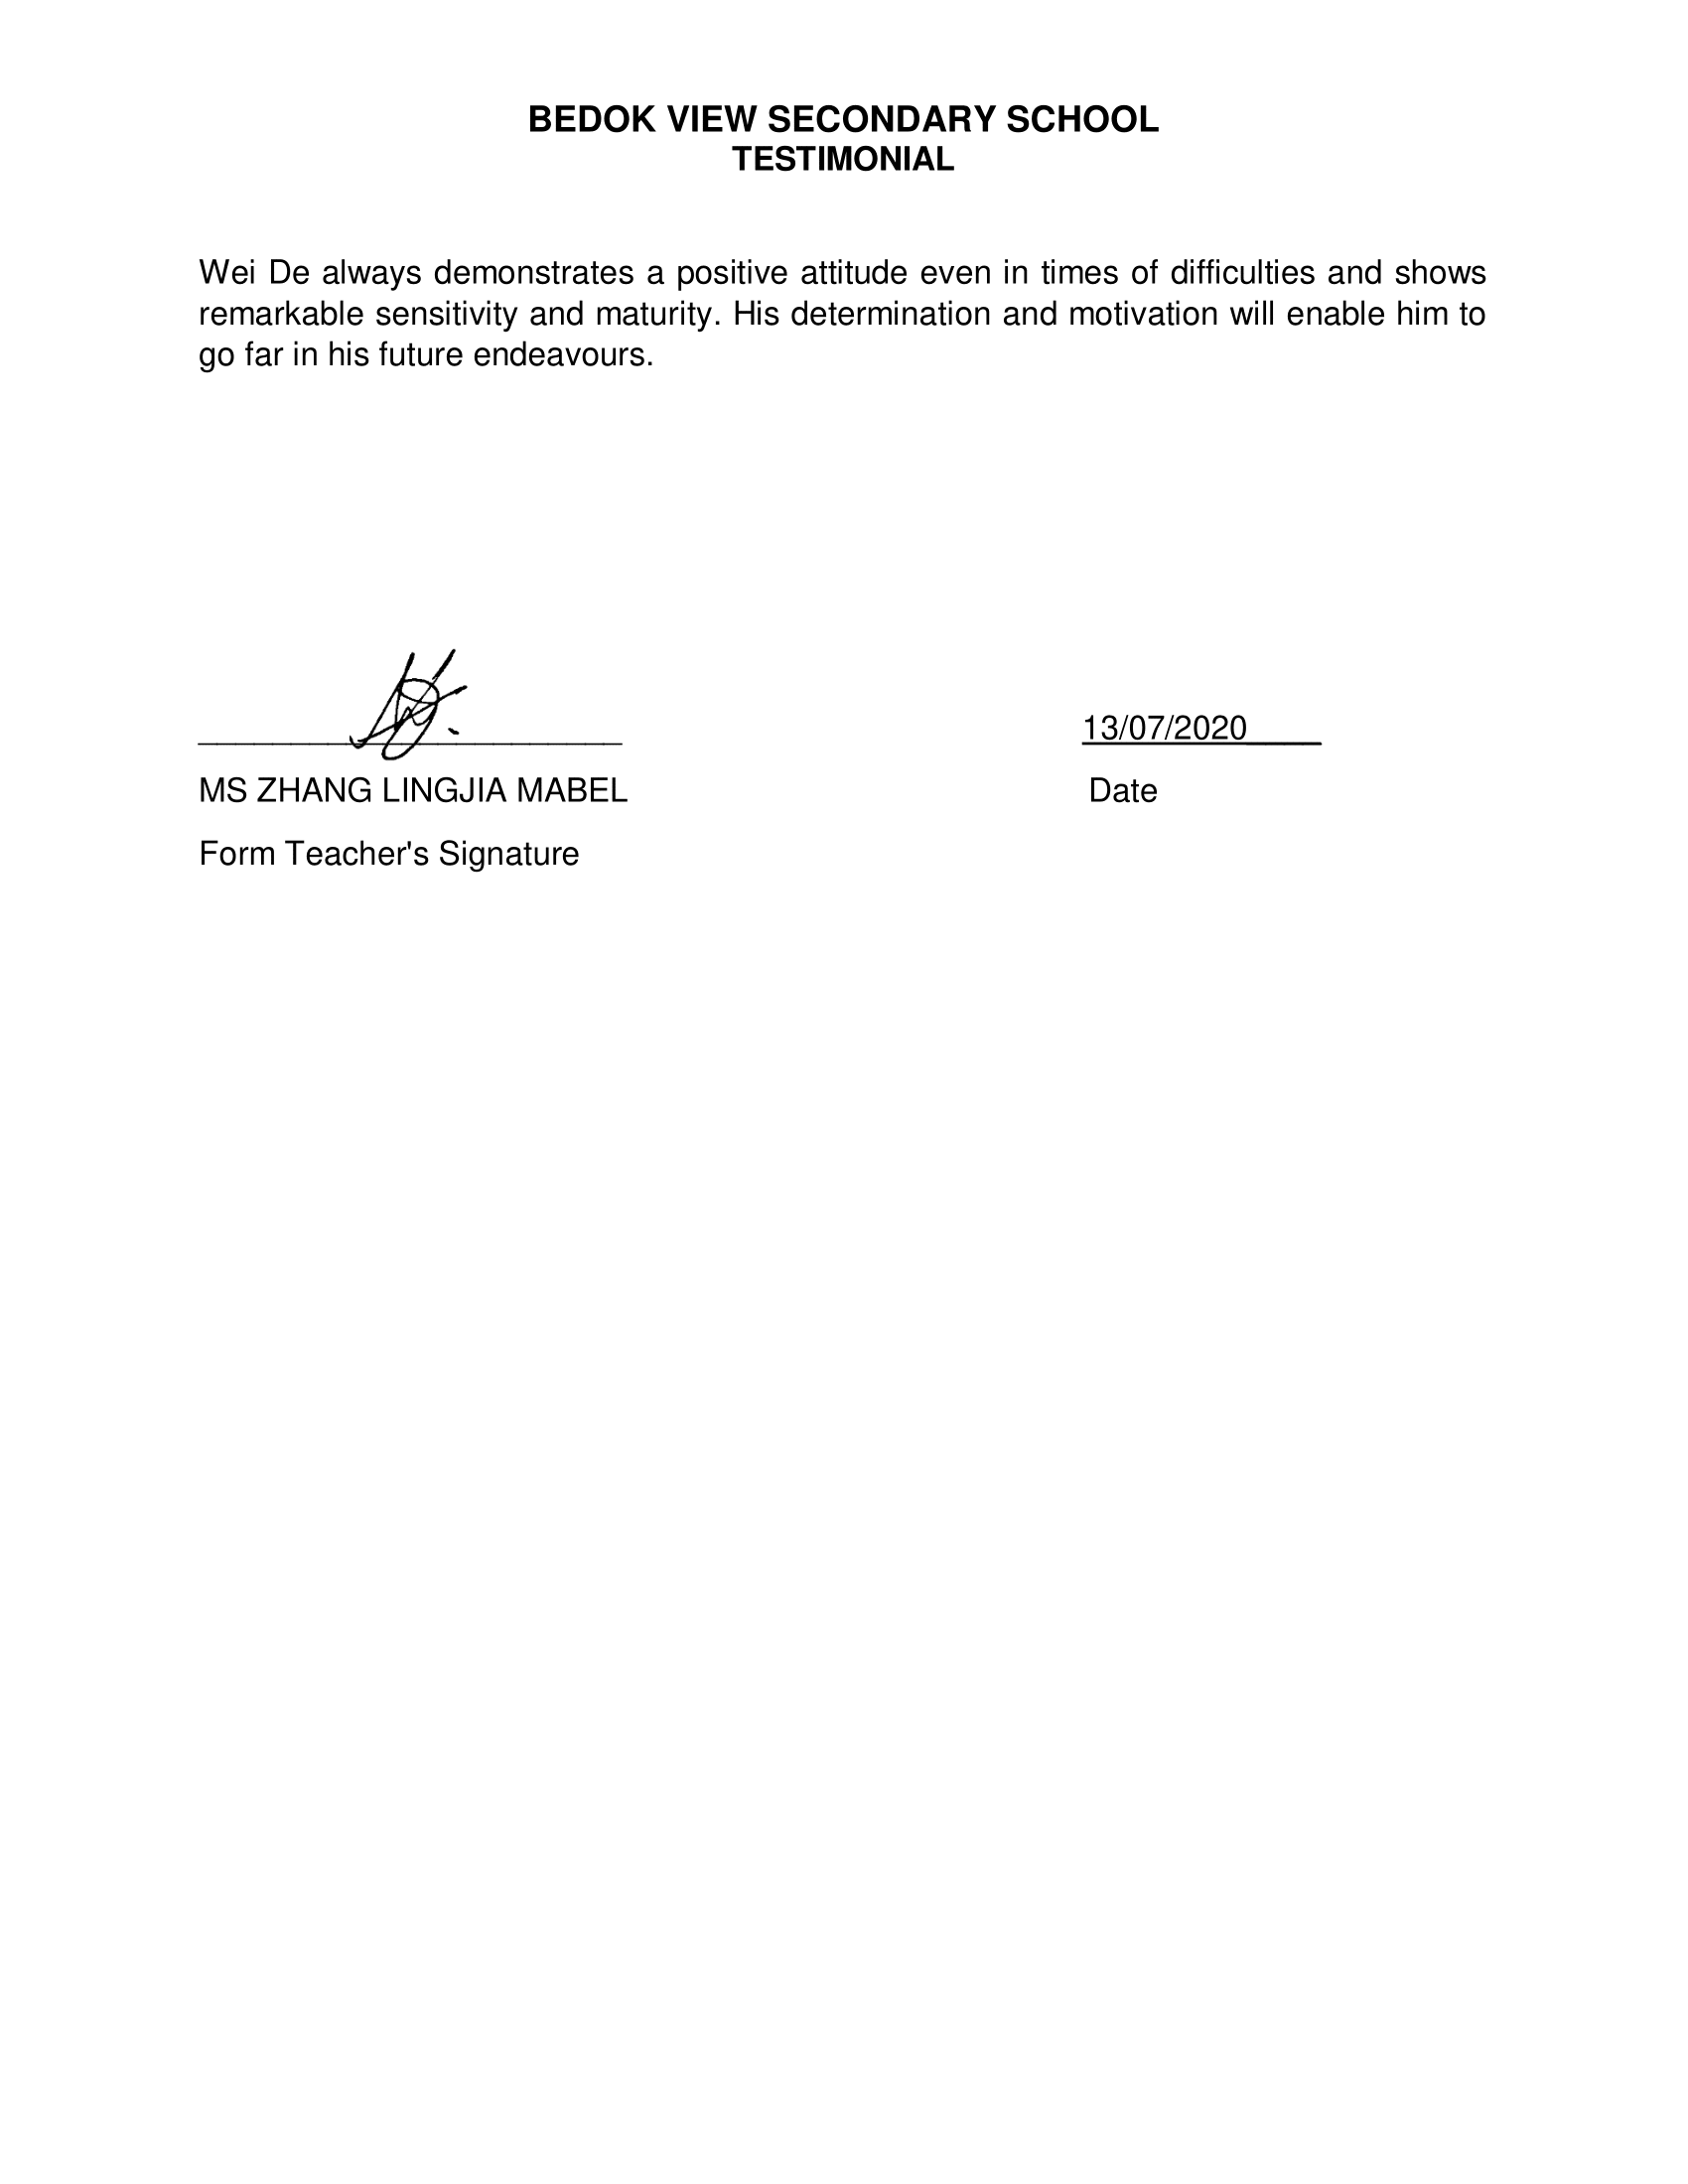 BEDOK VIEW SECONDARY SCHOOL
TESTIMONIAL
Wei De always demonstrates a positive attitude even in times of difficulties and shows
remarkable sensitivity and maturity. His determination and motivation will enable him to
go far in his future endeavours.
13/07/2020
MS ZHANG LINGJIA MABEL Date
Form Teacher's Signature